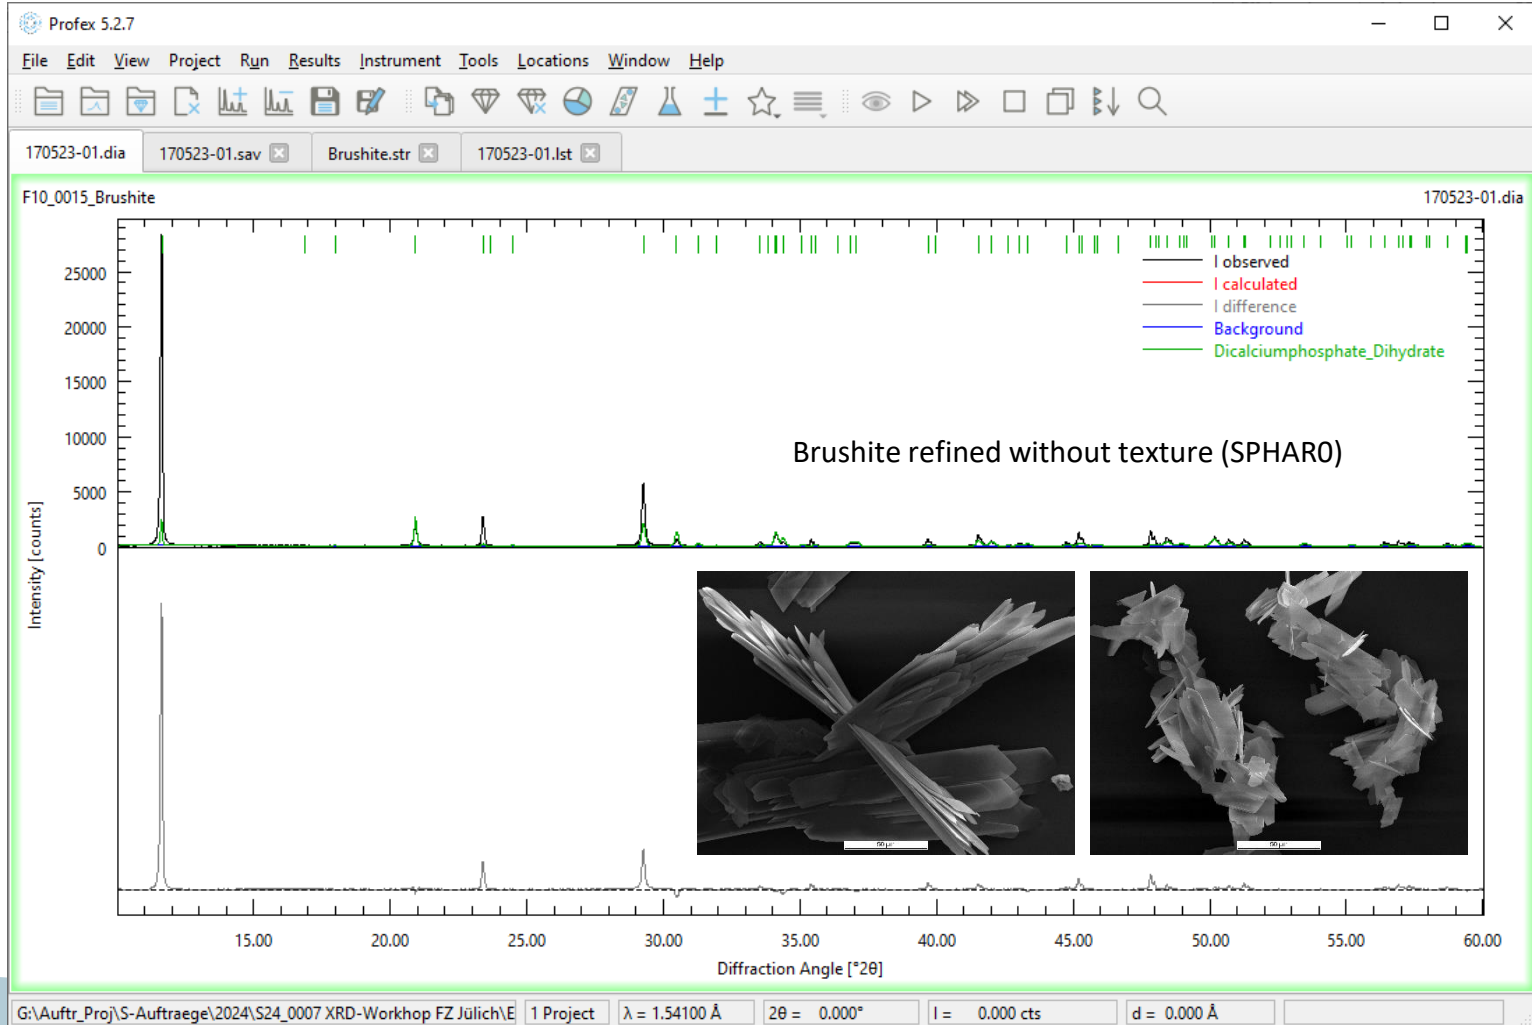 Profex 5.2.7
File Edit View Project Run Results Instrument Tools Locations Window Help
170523-01.dia 170523-01.sav Brushite.str 170523-01.lst
F10_0015_Brushite 170523-01.dia
I observed
I calculated
I difference
Background
Dicalciumphosphate_Dihydrate
25000
20000
15000
10000
5000
0
Intensity [counts]
Brushite refined without texture (SPHAR0)
50 µm
50 µm
15.00 20.00 25.00 30.00 35.00 40.00 45.00 50.00 55.00 60.00
Diffraction Angle [°2θ]
G:\Auftr_Proj\S-Auftraege\2024\S24_0007 XRD-Workhop FZ Jülich\E 1 Project λ = 1.54100 Å 2θ = 0.000° I = 0.000 cts d = 0.000 Å